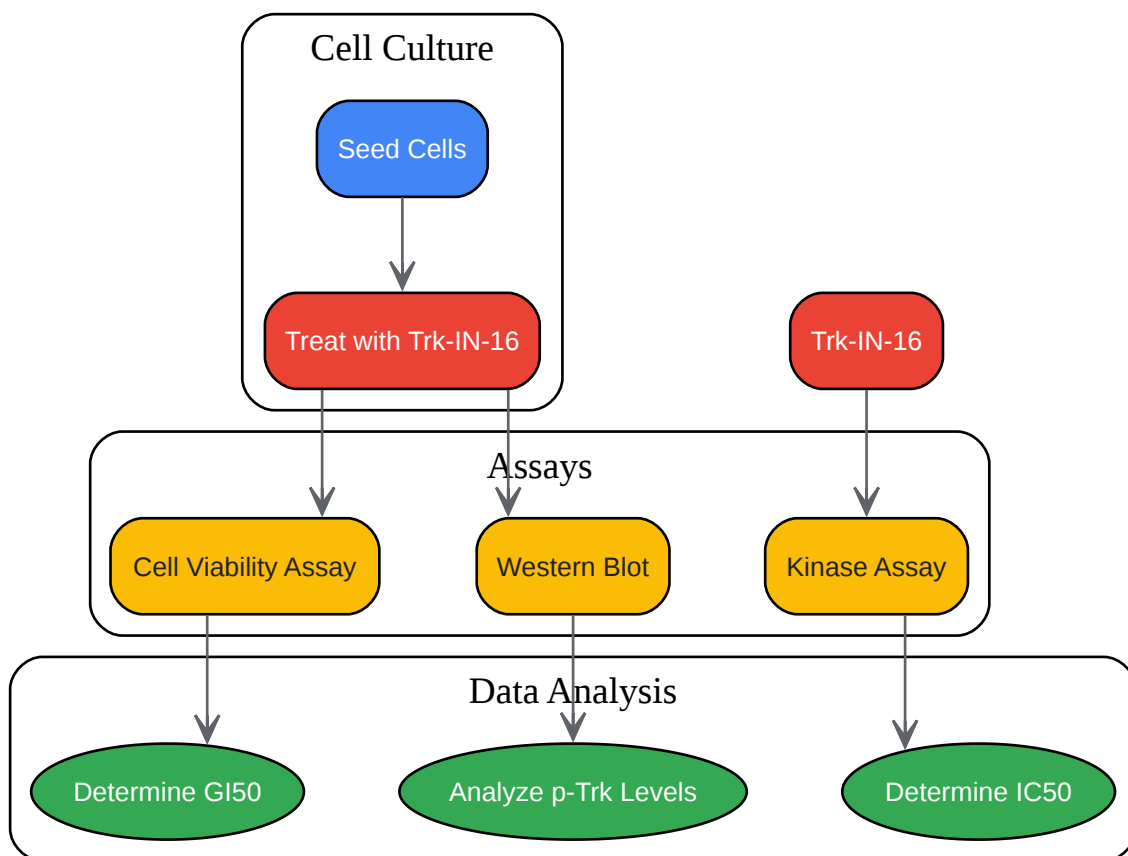 Cell Culture
Seed Cells
Treat with Trk-IN-16
Trk-IN-16
Assays
Cell Viability Assay
Western Blot
Kinase Assay
Data Analysis
Determine GI50
Analyze p-Trk Levels
Determine IC50